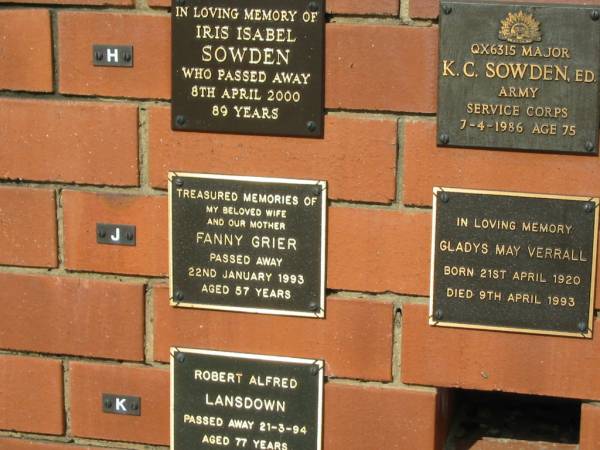 H
IN LOVING MEMORY OF
IRIS ISABEL
SOWDEN
WHO PASSED AWAY
8TH APRIL 2000
89 YEARS
QX6315 MAJOR
K. C. SOWDEN, ED.
ARMY
SERVICE CORPS
7-4-1986 AGE 75
J
TREASURED MEMORIES OF
MY BELOVED WIFE
AND OUR MOTHER
FANNY GRIER
PASSED AWAY
22ND JANUARY 1993
AGED 57 YEARS
IN LOVING MEMORY
GLADYS MAY VERRALL
BORN 21ST APRIL 1920
DIED 9TH APRIL 1993
K
ROBERT ALFRED
LANSDOWN
PASSED AWAY 21-3-94
AGED 77 YEARS